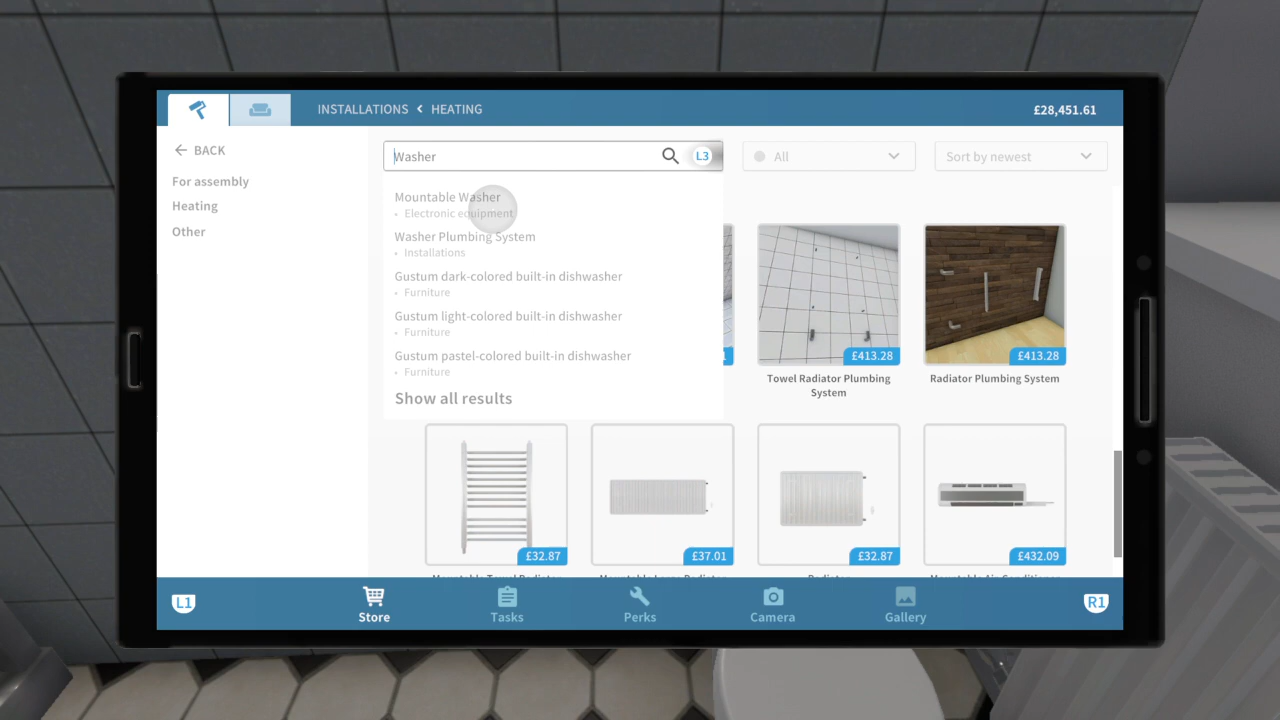 INSTALLATIONS < HEATING
£28,451.61
BACK
For assembly
Heating
Other
Washer
L3
All
Sort by newest
Mountable Washer
• Electronic equipment
Washer Plumbing System
• Installations
Gustum dark-colored built-in dishwasher
• Furniture
Gustum light-colored built-in dishwasher
• Furniture
Gustum pastel-colored built-in dishwasher
• Furniture
Show all results
1
£413.28
£413.28
Towel Radiator Plumbing
System
Radiator Plumbing System
£32.87
£37.01
£32.87
£432.09
L1
Store
Tasks
Perks
Camera
Gallery
R1